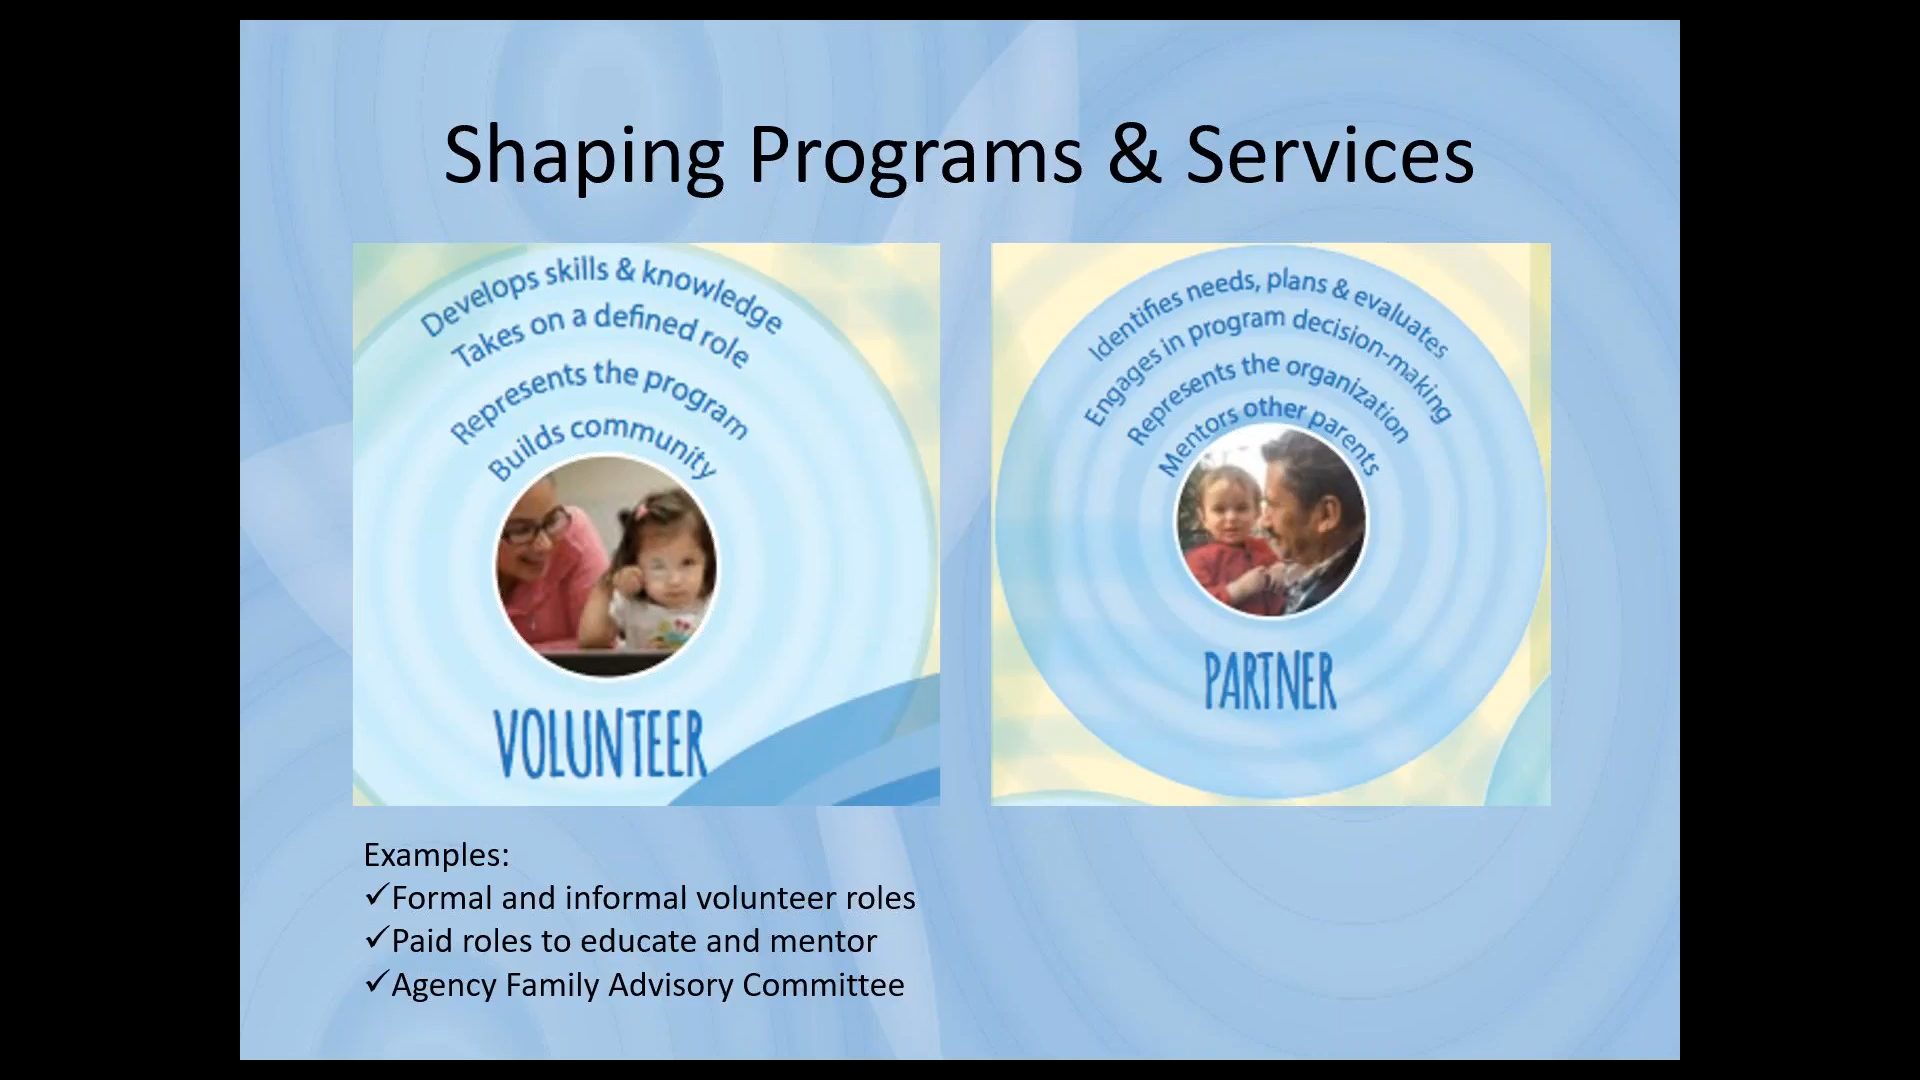 Shaping Programs & Services
Develops skills & knowledge
Takes on a defined role
Represents the program
Builds community
VOLUNTEER
Identifies needs, plans & evaluates
Engages in program decision-making
Represents the organization
Mentors other parents
PARTNER
Examples:
✓Formal and informal volunteer roles
✓Paid roles to educate and mentor
✓Agency Family Advisory Committee